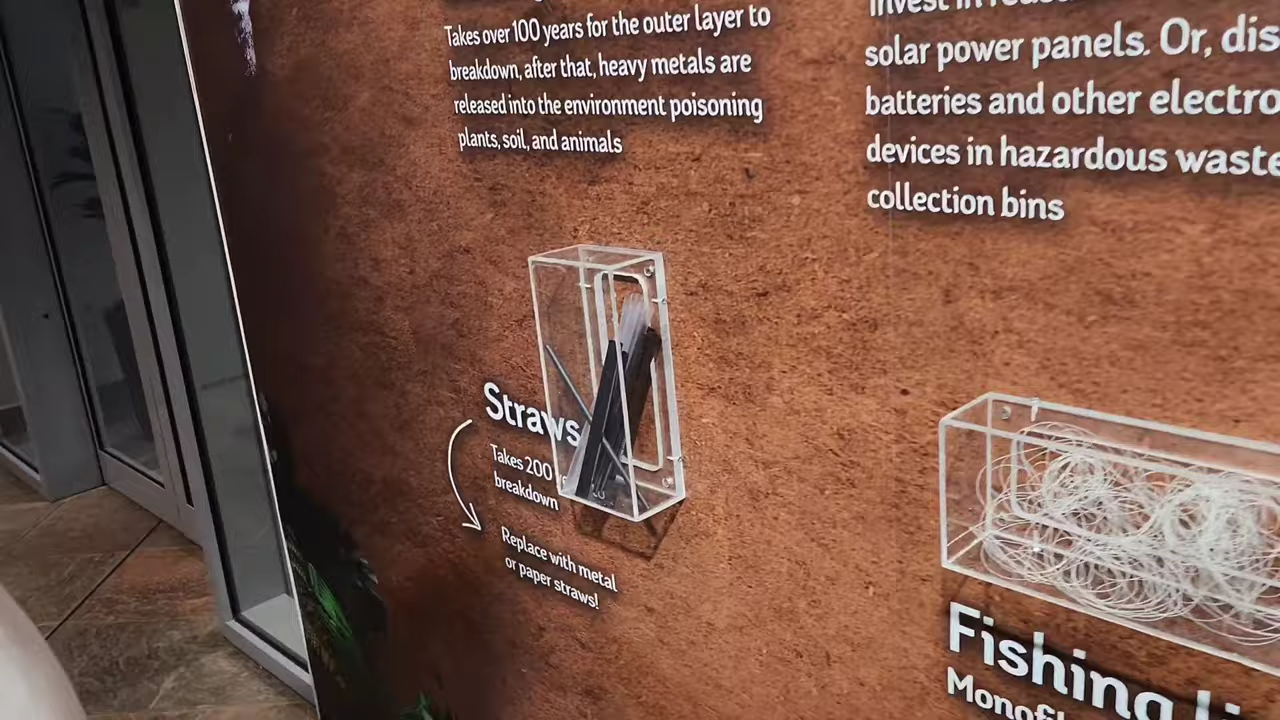 Takes over 100 years for the outer layer to
breakdown, after that, heavy metals are
released into the environment poisoning
plants, soil, and animals
Invest in
solar power panels. Or,
batteries and other
devices in hazardous waste
collection bins
Straws
Takes 200
breakdown
Replace with metal
or paper straws!
Fishing